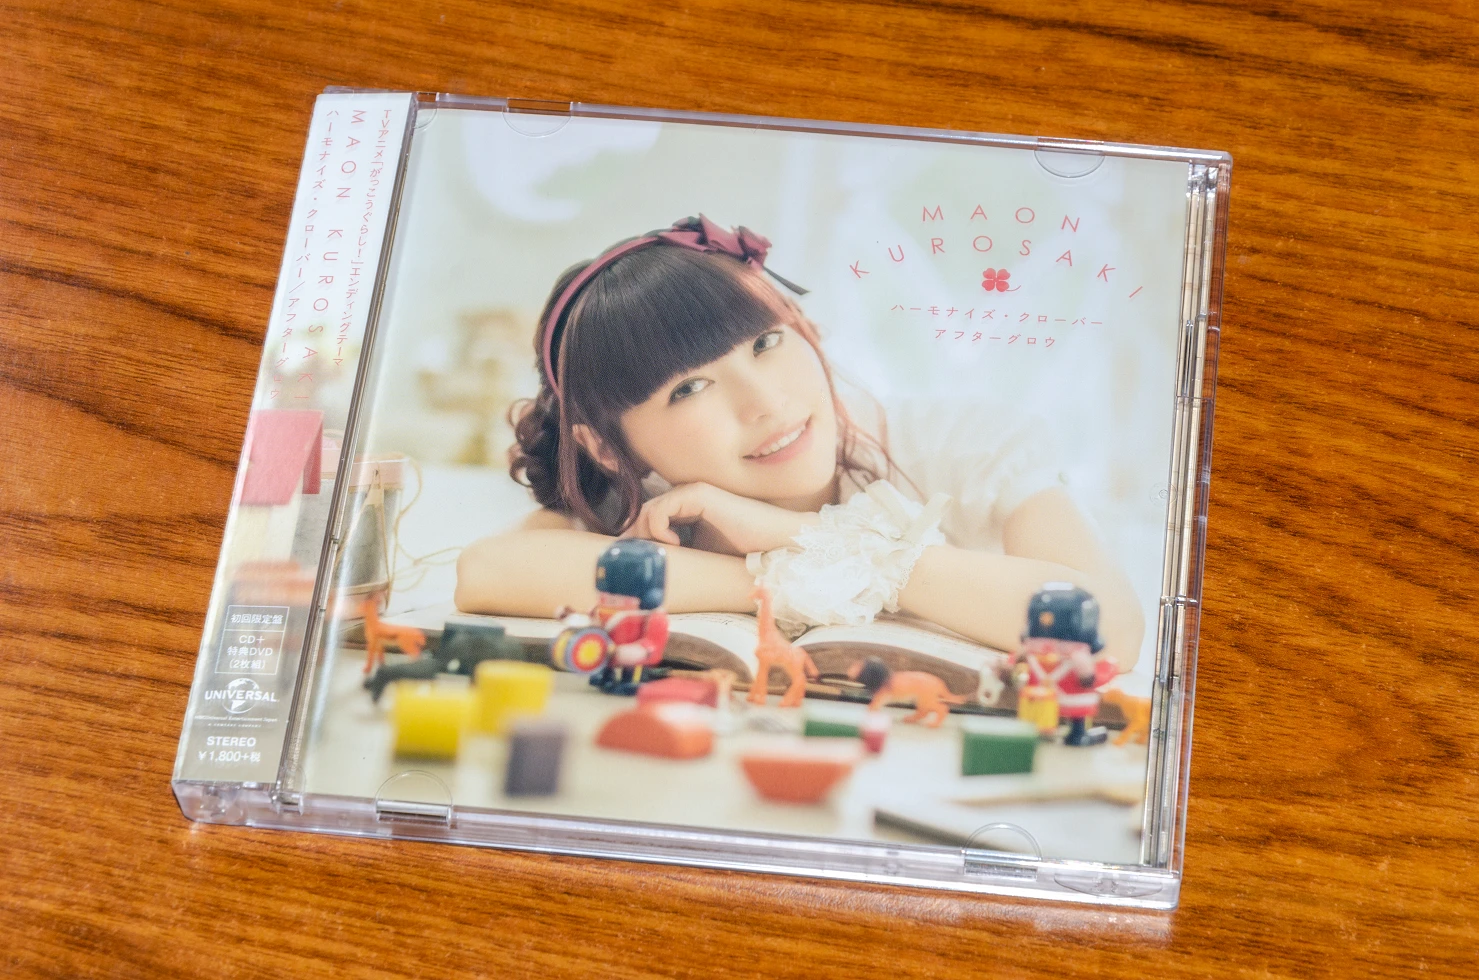 TVアニメ「がっこうぐらし!」エンディングテーマ
MAON KUROSAKI
ハーモナイズ・クローバー/アフターグロウ
初回限定盤
CD+
特典DVD
(2枚組)
UNIVERSAL
STEREO
¥1,800+税
MAON
KUROSAKI
ハーモナイズ・クローバー
アフターグロウ